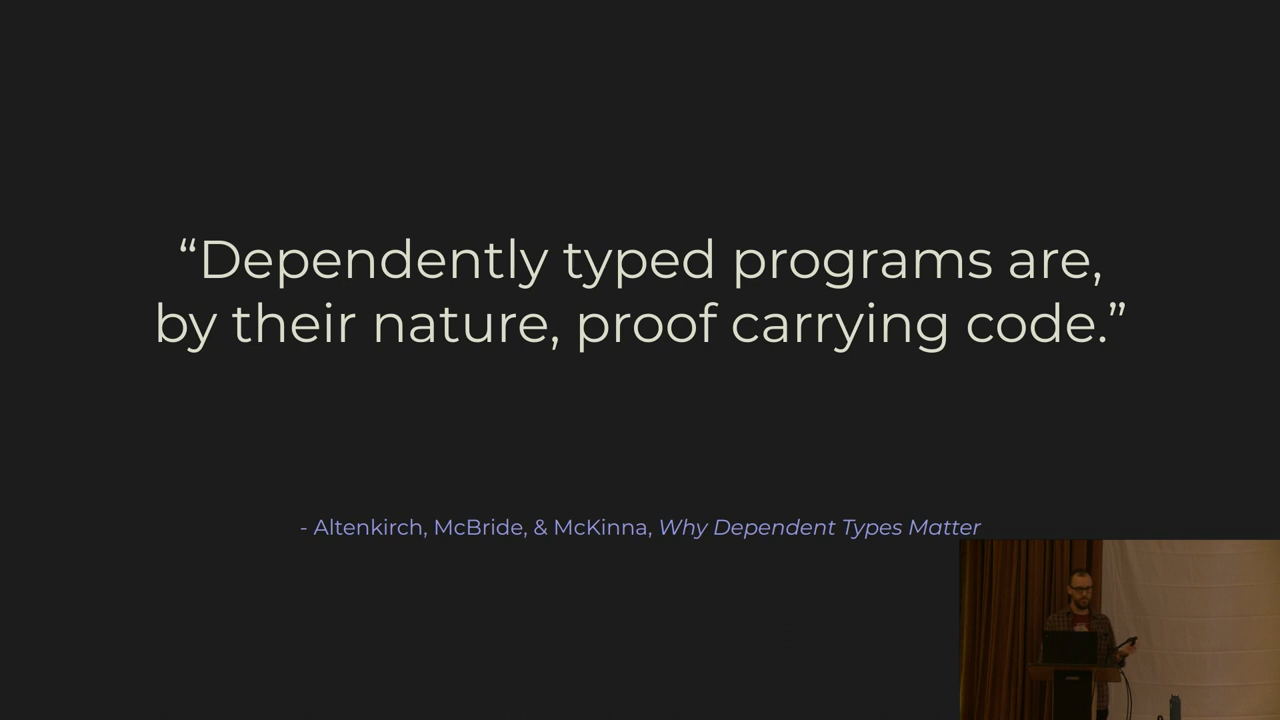 “Dependently typed programs are,
by their nature, proof carrying code.”
- Altenkirch, McBride, & McKinna, Why Dependent Types Matter